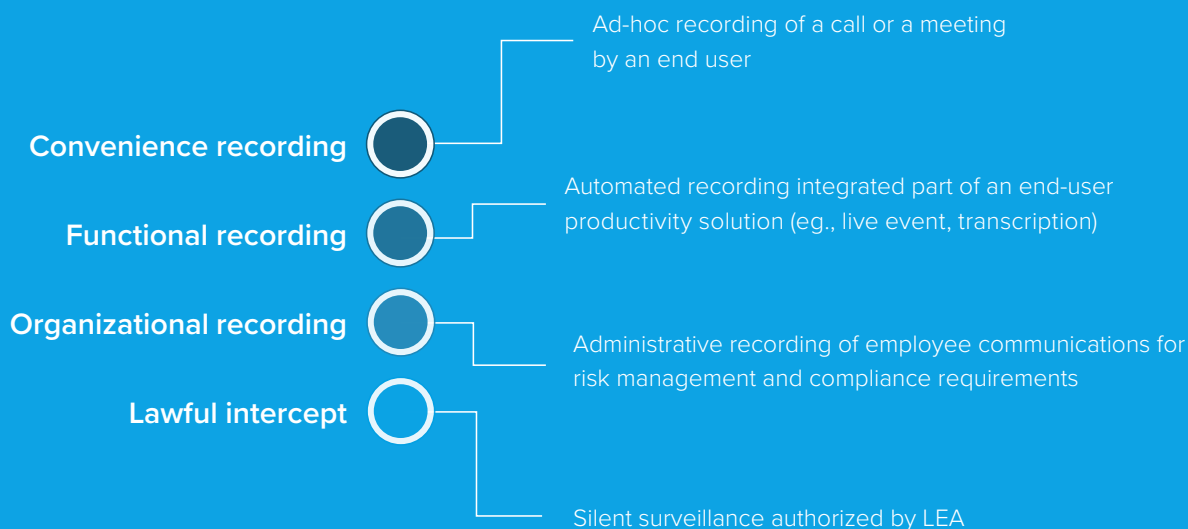 Ad-hoc recording of a call or a meeting
by an end user
Convenience recording
Automated recording integrated part of an end-user
productivity solution (eg., live event, transcription)
Functional recording
Organizational recording
Administrative recording of employee communications for
risk management and compliance requirements
Lawful intercept
Silent surveillance authorized by LEA